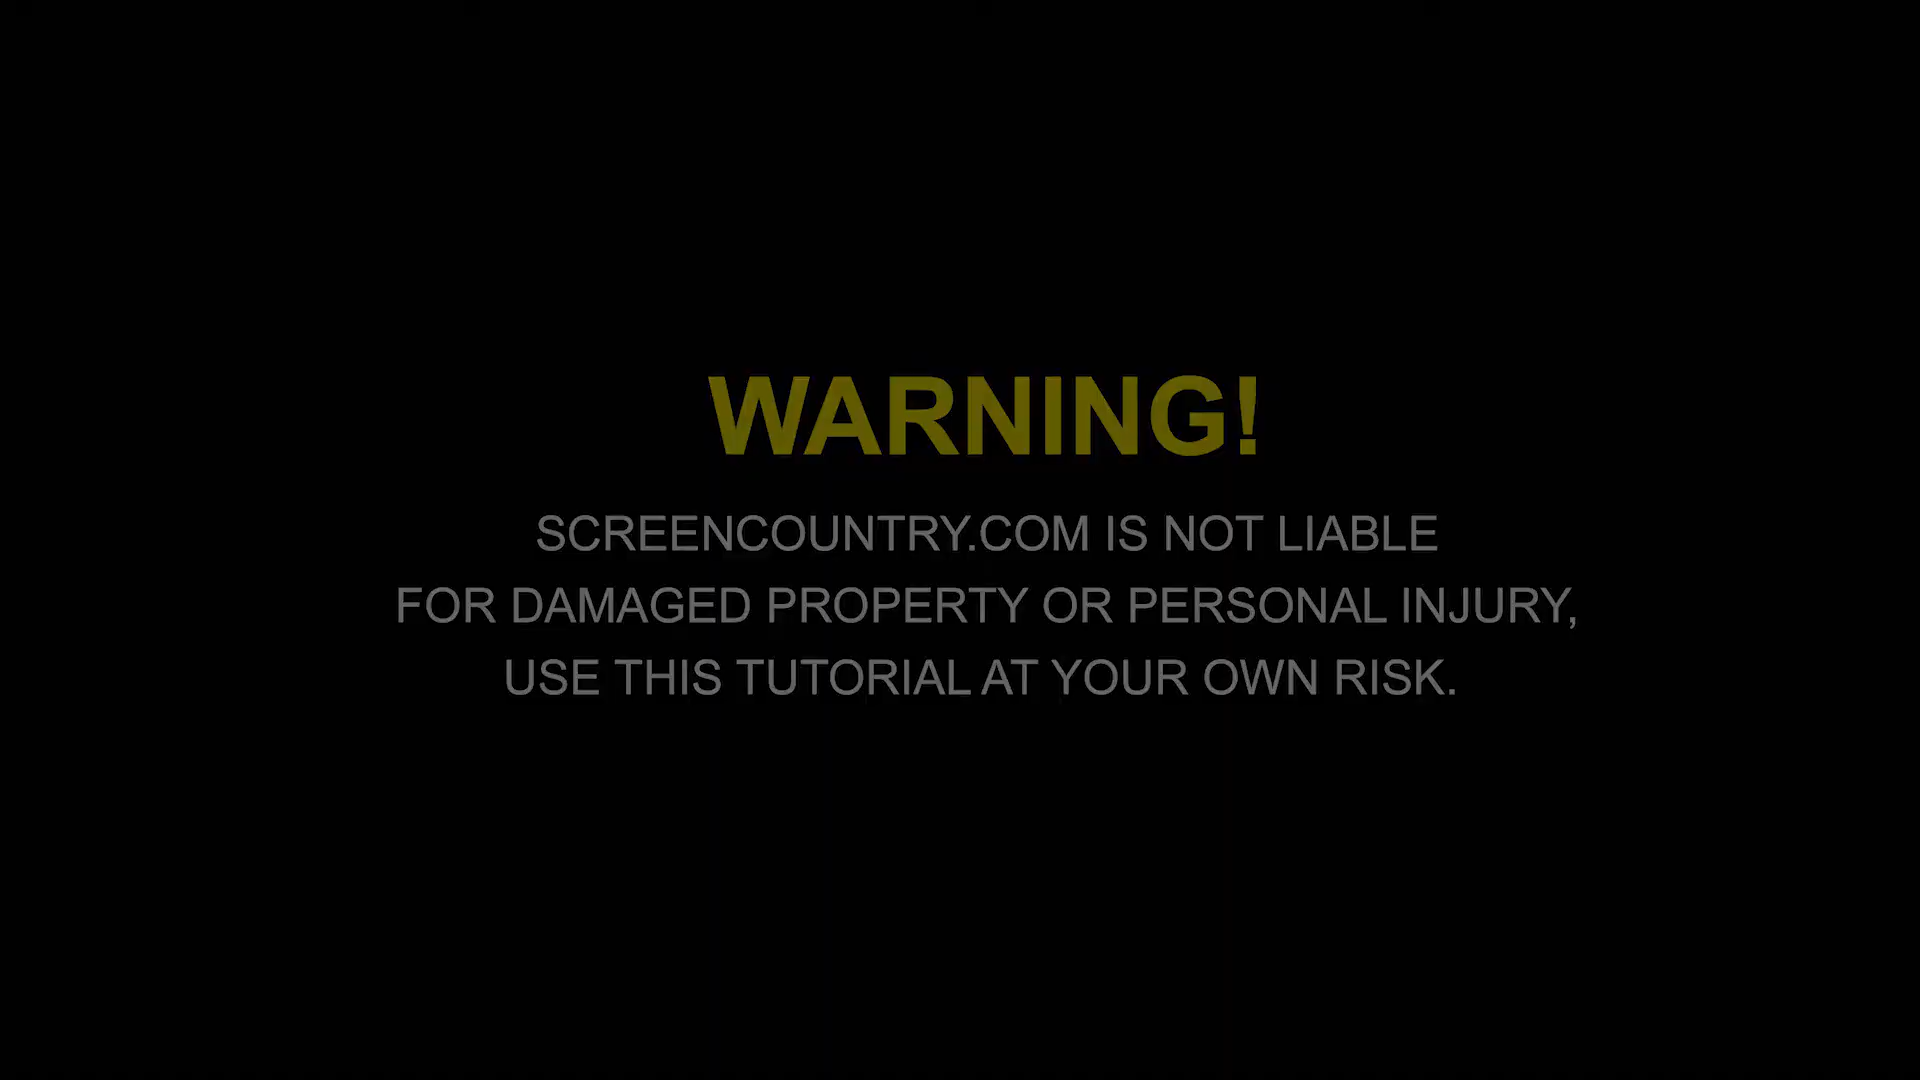 WARNING!
SCREENCOUNTRY.COM IS NOT LIABLE
FOR DAMAGED PROPERTY OR PERSONAL INJURY,
USE THIS TUTORIAL AT YOUR OWN RISK.